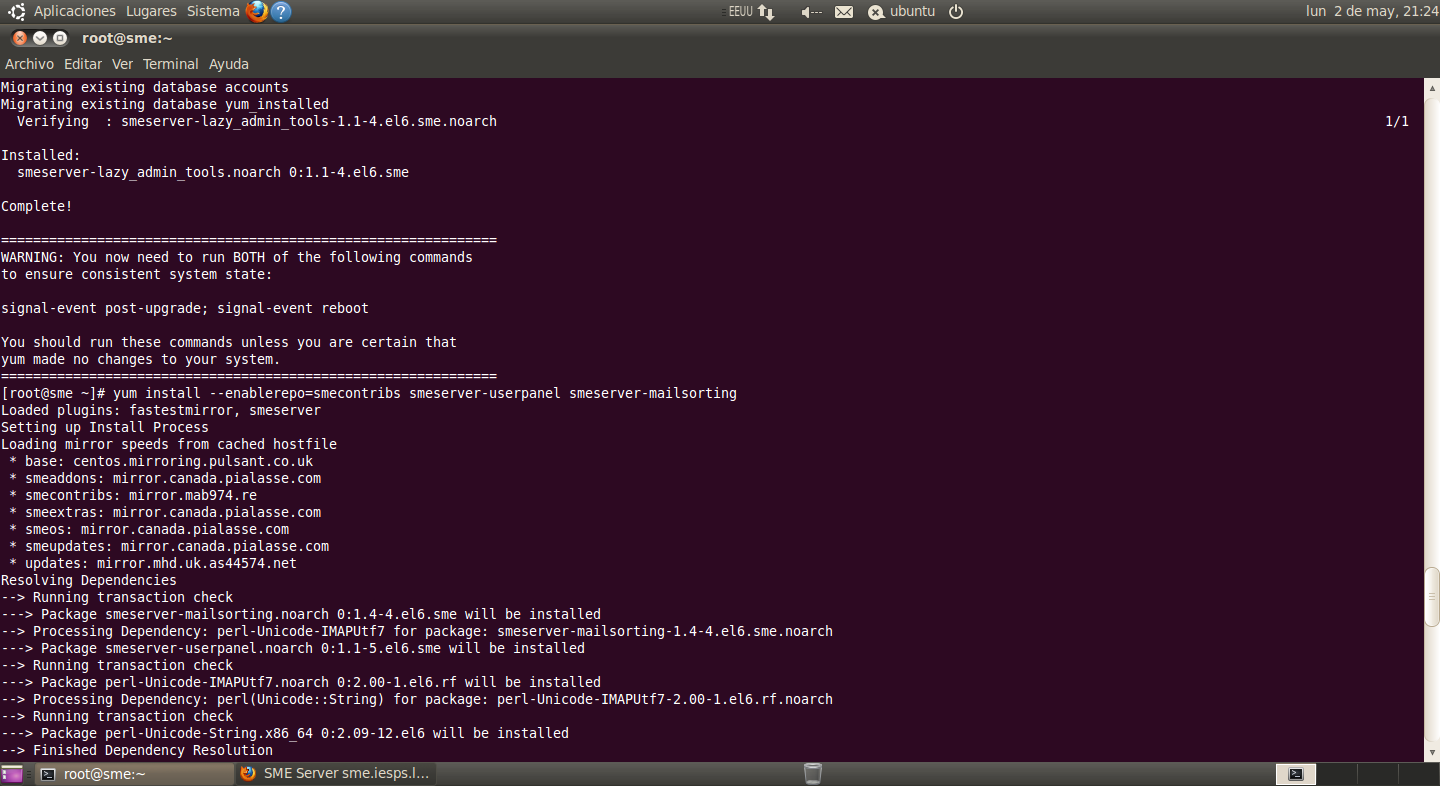 Aplicaciones Lugares Sistema ? EEUU ubuntu lun 2 de may, 21:24
root@sme:~
Archivo Editar Ver Terminal Ayuda
Migrating existing database accounts
Migrating existing database yum_installed
  Verifying  : smeserver-lazy_admin_tools-1.1-4.el6.sme.noarch 1/1
Installed:
  smeserver-lazy_admin_tools.noarch 0:1.1-4.el6.sme
Complete!
==============================================================
WARNING: You now need to run BOTH of the following commands
to ensure consistent system state:
signal-event post-upgrade; signal-event reboot
You should run these commands unless you are certain that
yum made no changes to your system.
==============================================================
[root@sme ~]# yum install --enablerepo=smecontribs smeserver-userpanel smeserver-mailsorting
Loaded plugins: fastestmirror, smeserver
Setting up Install Process
Loading mirror speeds from cached hostfile
 * base: centos.mirroring.pulsant.co.uk
 * smeaddons: mirror.canada.pialasse.com
 * smecontribs: mirror.mab974.re
 * smeextras: mirror.canada.pialasse.com
 * smeos: mirror.canada.pialasse.com
 * smeupdates: mirror.canada.pialasse.com
 * updates: mirror.mhd.uk.as44574.net
Resolving Dependencies
--> Running transaction check
---> Package smeserver-mailsorting.noarch 0:1.4-4.el6.sme will be installed
--> Processing Dependency: perl-Unicode-IMAPUtf7 for package: smeserver-mailsorting-1.4-4.el6.sme.noarch
---> Package smeserver-userpanel.noarch 0:1.1-5.el6.sme will be installed
--> Running transaction check
---> Package perl-Unicode-IMAPUtf7.noarch 0:2.00-1.el6.rf will be installed
--> Processing Dependency: perl(Unicode::String) for package: perl-Unicode-IMAPUtf7-2.00-1.el6.rf.noarch
--> Running transaction check
---> Package perl-Unicode-String.x86_64 0:2.09-12.el6 will be installed
--> Finished Dependency Resolution
root@sme:~ SME Server sme.iesps.l...